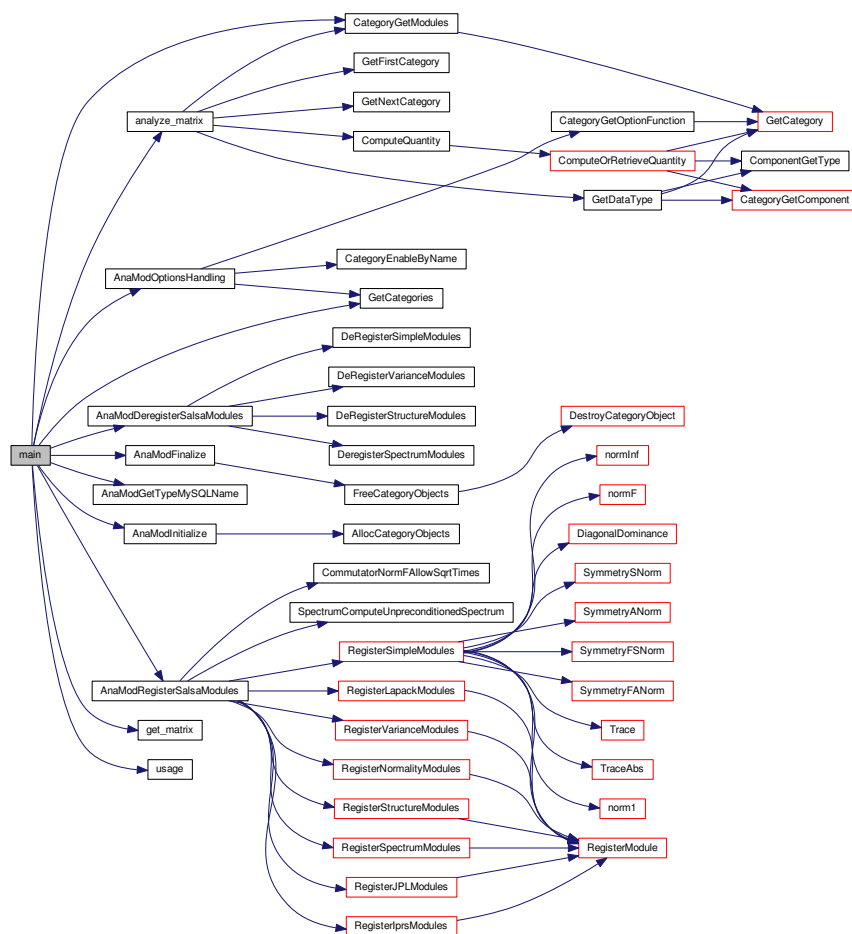 main
CategoryGetModules
analyze_matrix
GetFirstCategory
GetNextCategory
ComputeQuantity
CategoryGetOptionFunction
GetCategory
ComputeOrRetrieveQuantity
ComponentGetType
GetDataType
CategoryGetComponent
AnaModOptionsHandling
CategoryEnableByName
GetCategories
DeRegisterSimpleModules
DeRegisterVarianceModules
AnaModDeregisterSalsaModules
DeRegisterStructureModules
DeregisterSpectrumModules
AnaModFinalize
FreeCategoryObjects
DestroyCategoryObject
AnaModGetTypeMySQLName
AnaModInitialize
AllocCategoryObjects
CommutatorNormFAllowSqrtTimes
SpectrumComputeUnpreconditionedSpectrum
AnaModRegisterSalsaModules
RegisterSimpleModules
RegisterLapackModules
RegisterVarianceModules
RegisterNormalityModules
RegisterStructureModules
RegisterSpectrumModules
RegisterJPLModules
RegisterIprsModules
normInf
normF
DiagonalDominance
SymmetrySNorm
SymmetryANorm
SymmetryFSNorm
SymmetryFANorm
Trace
TraceAbs
norm1
RegisterModule
get_matrix
usage